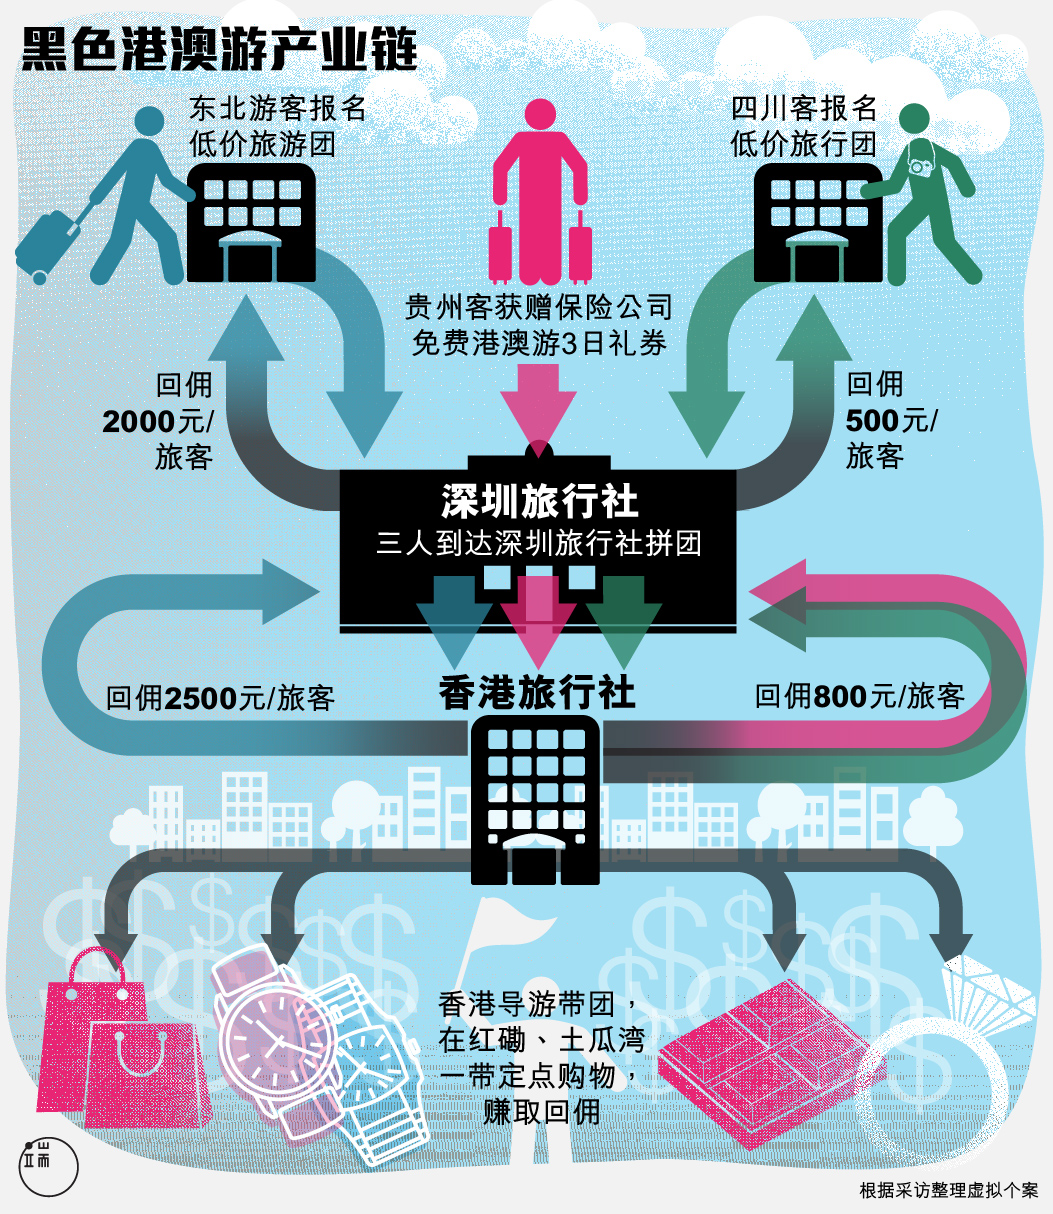 黑色港澳游产业链
东北游客报名
低价旅游团
四川客报名
低价旅行团
贵州客获赠保险公司
免费港澳游3日礼券
回佣
2000元/
旅客
回佣
500元/
旅客
深圳旅行社
三人到达深圳旅行社拼团
香港旅行社
回佣2500元/旅客
回佣800元/旅客
香港导游带团，
在红磡、土瓜湾
一带定点购物，
赚取回佣
端
根据采访整理虚拟个案